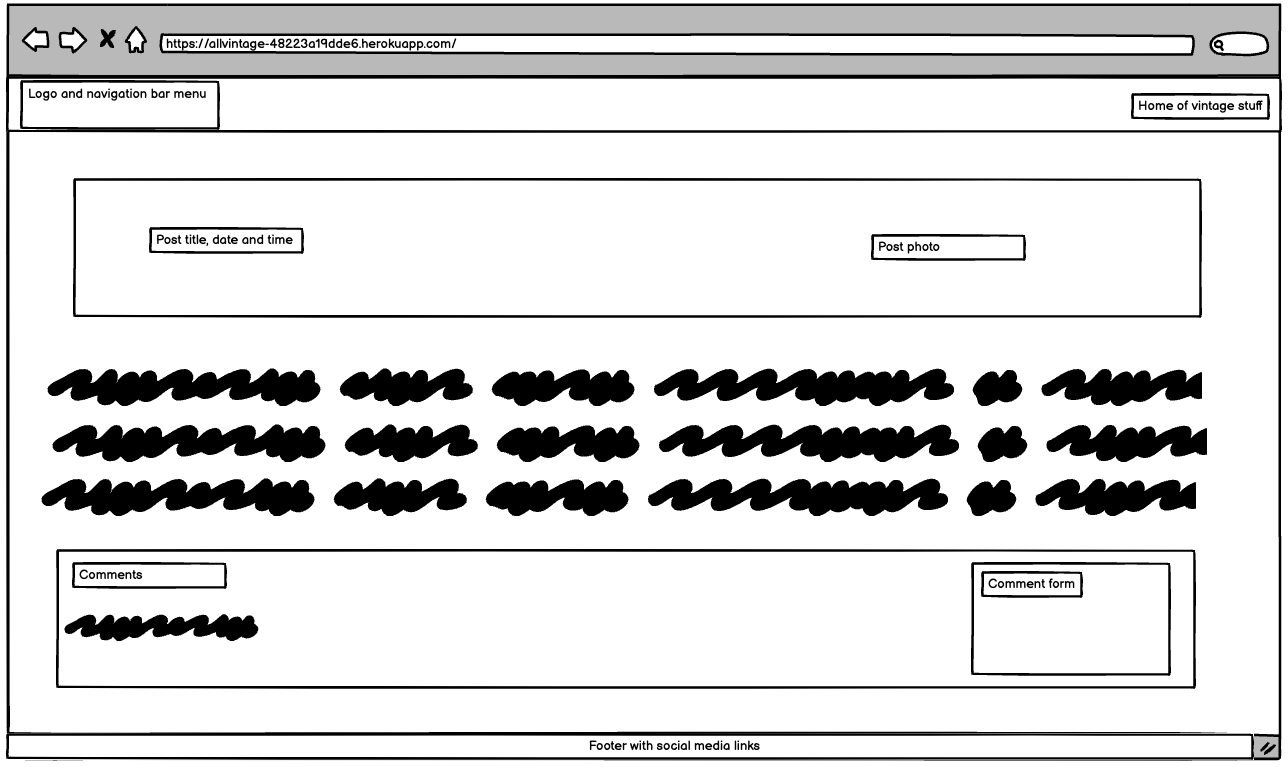 https://allvintage-48223a19dde6.herokuapp.com/
Logo and navigation bar menu
Home of vintage stuff
Post title, date and time
Post photo
Comments
Comment form
Footer with social media links